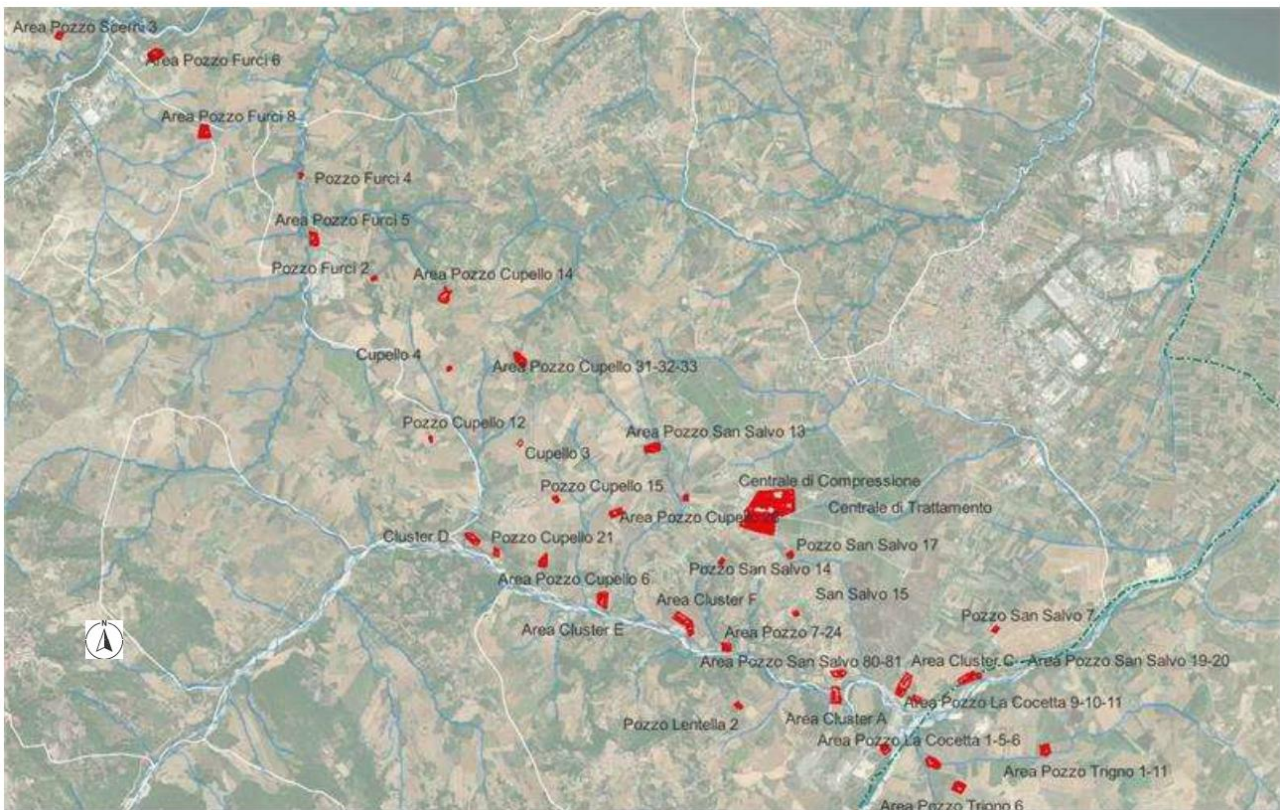 Area Pozzo Scerni 3
Area Pozzo Furci 6
Area Pozzo Furci 8
Pozzo Furci 4
Area Pozzo Furci 5
Pozzo Furci 2
Area Pozzo Cupello 14
Cupello 4
Area Pozzo Cupello 31-32-33
Pozzo Cupello 12
Area Pozzo San Salvo 13
Cupello 3
Centrale di Compressione
Pozzo Cupello 15
Centrale di Trattamento
Area Pozzo Cupello
Cluster D
Pozzo Cupello 21
Pozzo San Salvo 17
Pozzo San Salvo 14
Area Pozzo Cupello 6
San Salvo 15
Area Cluster F
Pozzo San Salvo 7
Area Cluster E
Area Pozzo 7-24
Area Pozzo San Salvo 80-81
Area Cluster C
Area Pozzo San Salvo 19-20
Area Pozzo La Cocetta 9-10-11
Pozzo Lentella 2
Area Cluster A
Area Pozzo La Cocetta 1-5-6
Area Pozzo Trigno 1-11
Area Pozzo Trigno 6
N